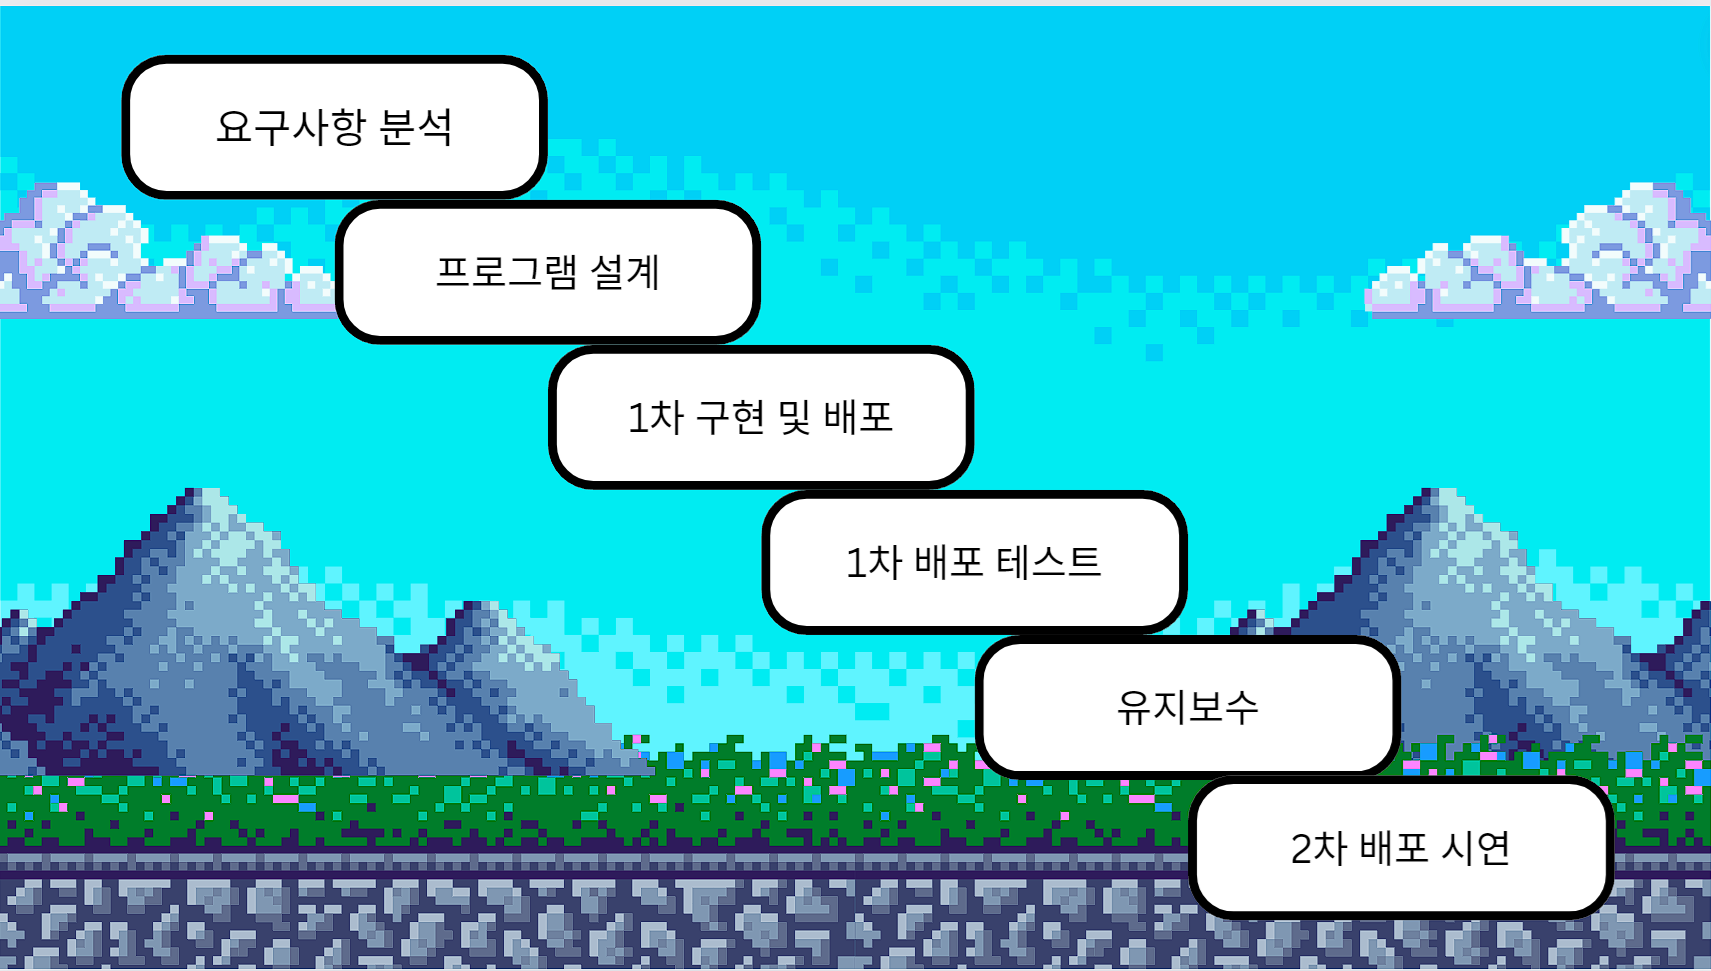 요구사항 분석
프로그램 설계
1차 구현 및 배포
1차 배포 테스트
유지보수
2차 배포 시연